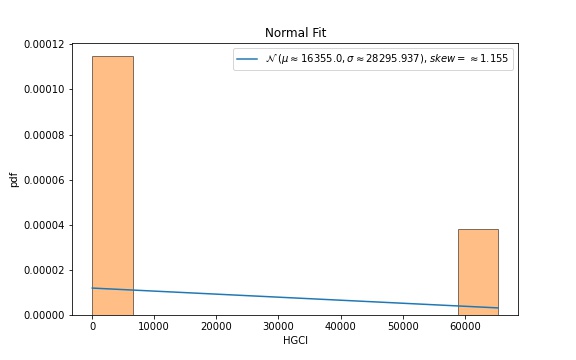 Normal Fit
𝒩(μ≈16355.0, σ≈28295.937), skew=≈1.155
0.00012
0.00010
0.00008
0.00006
0.00004
0.00002
0.00000
pdf
0 10000 20000 30000 40000 50000 60000
HGCI